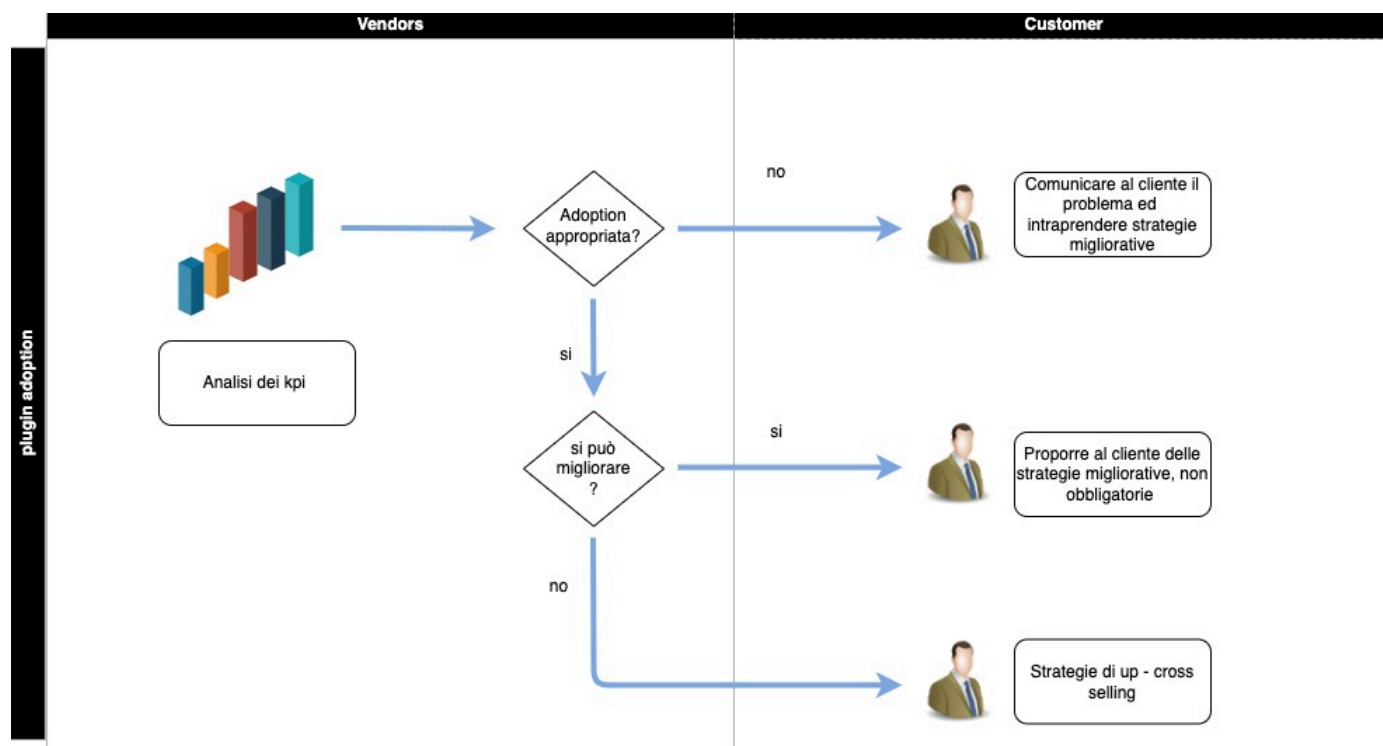 Vendors
Customer
plugin adoption
Analisi dei kpi
Adoption
appropriata?
no
Comunicare al cliente il
problema ed
intraprendere strategie
migliorative
si
si può
migliorare
?
si
Proporre al cliente delle
strategie migliorative, non
obbligatorie
no
Strategie di up - cross
selling